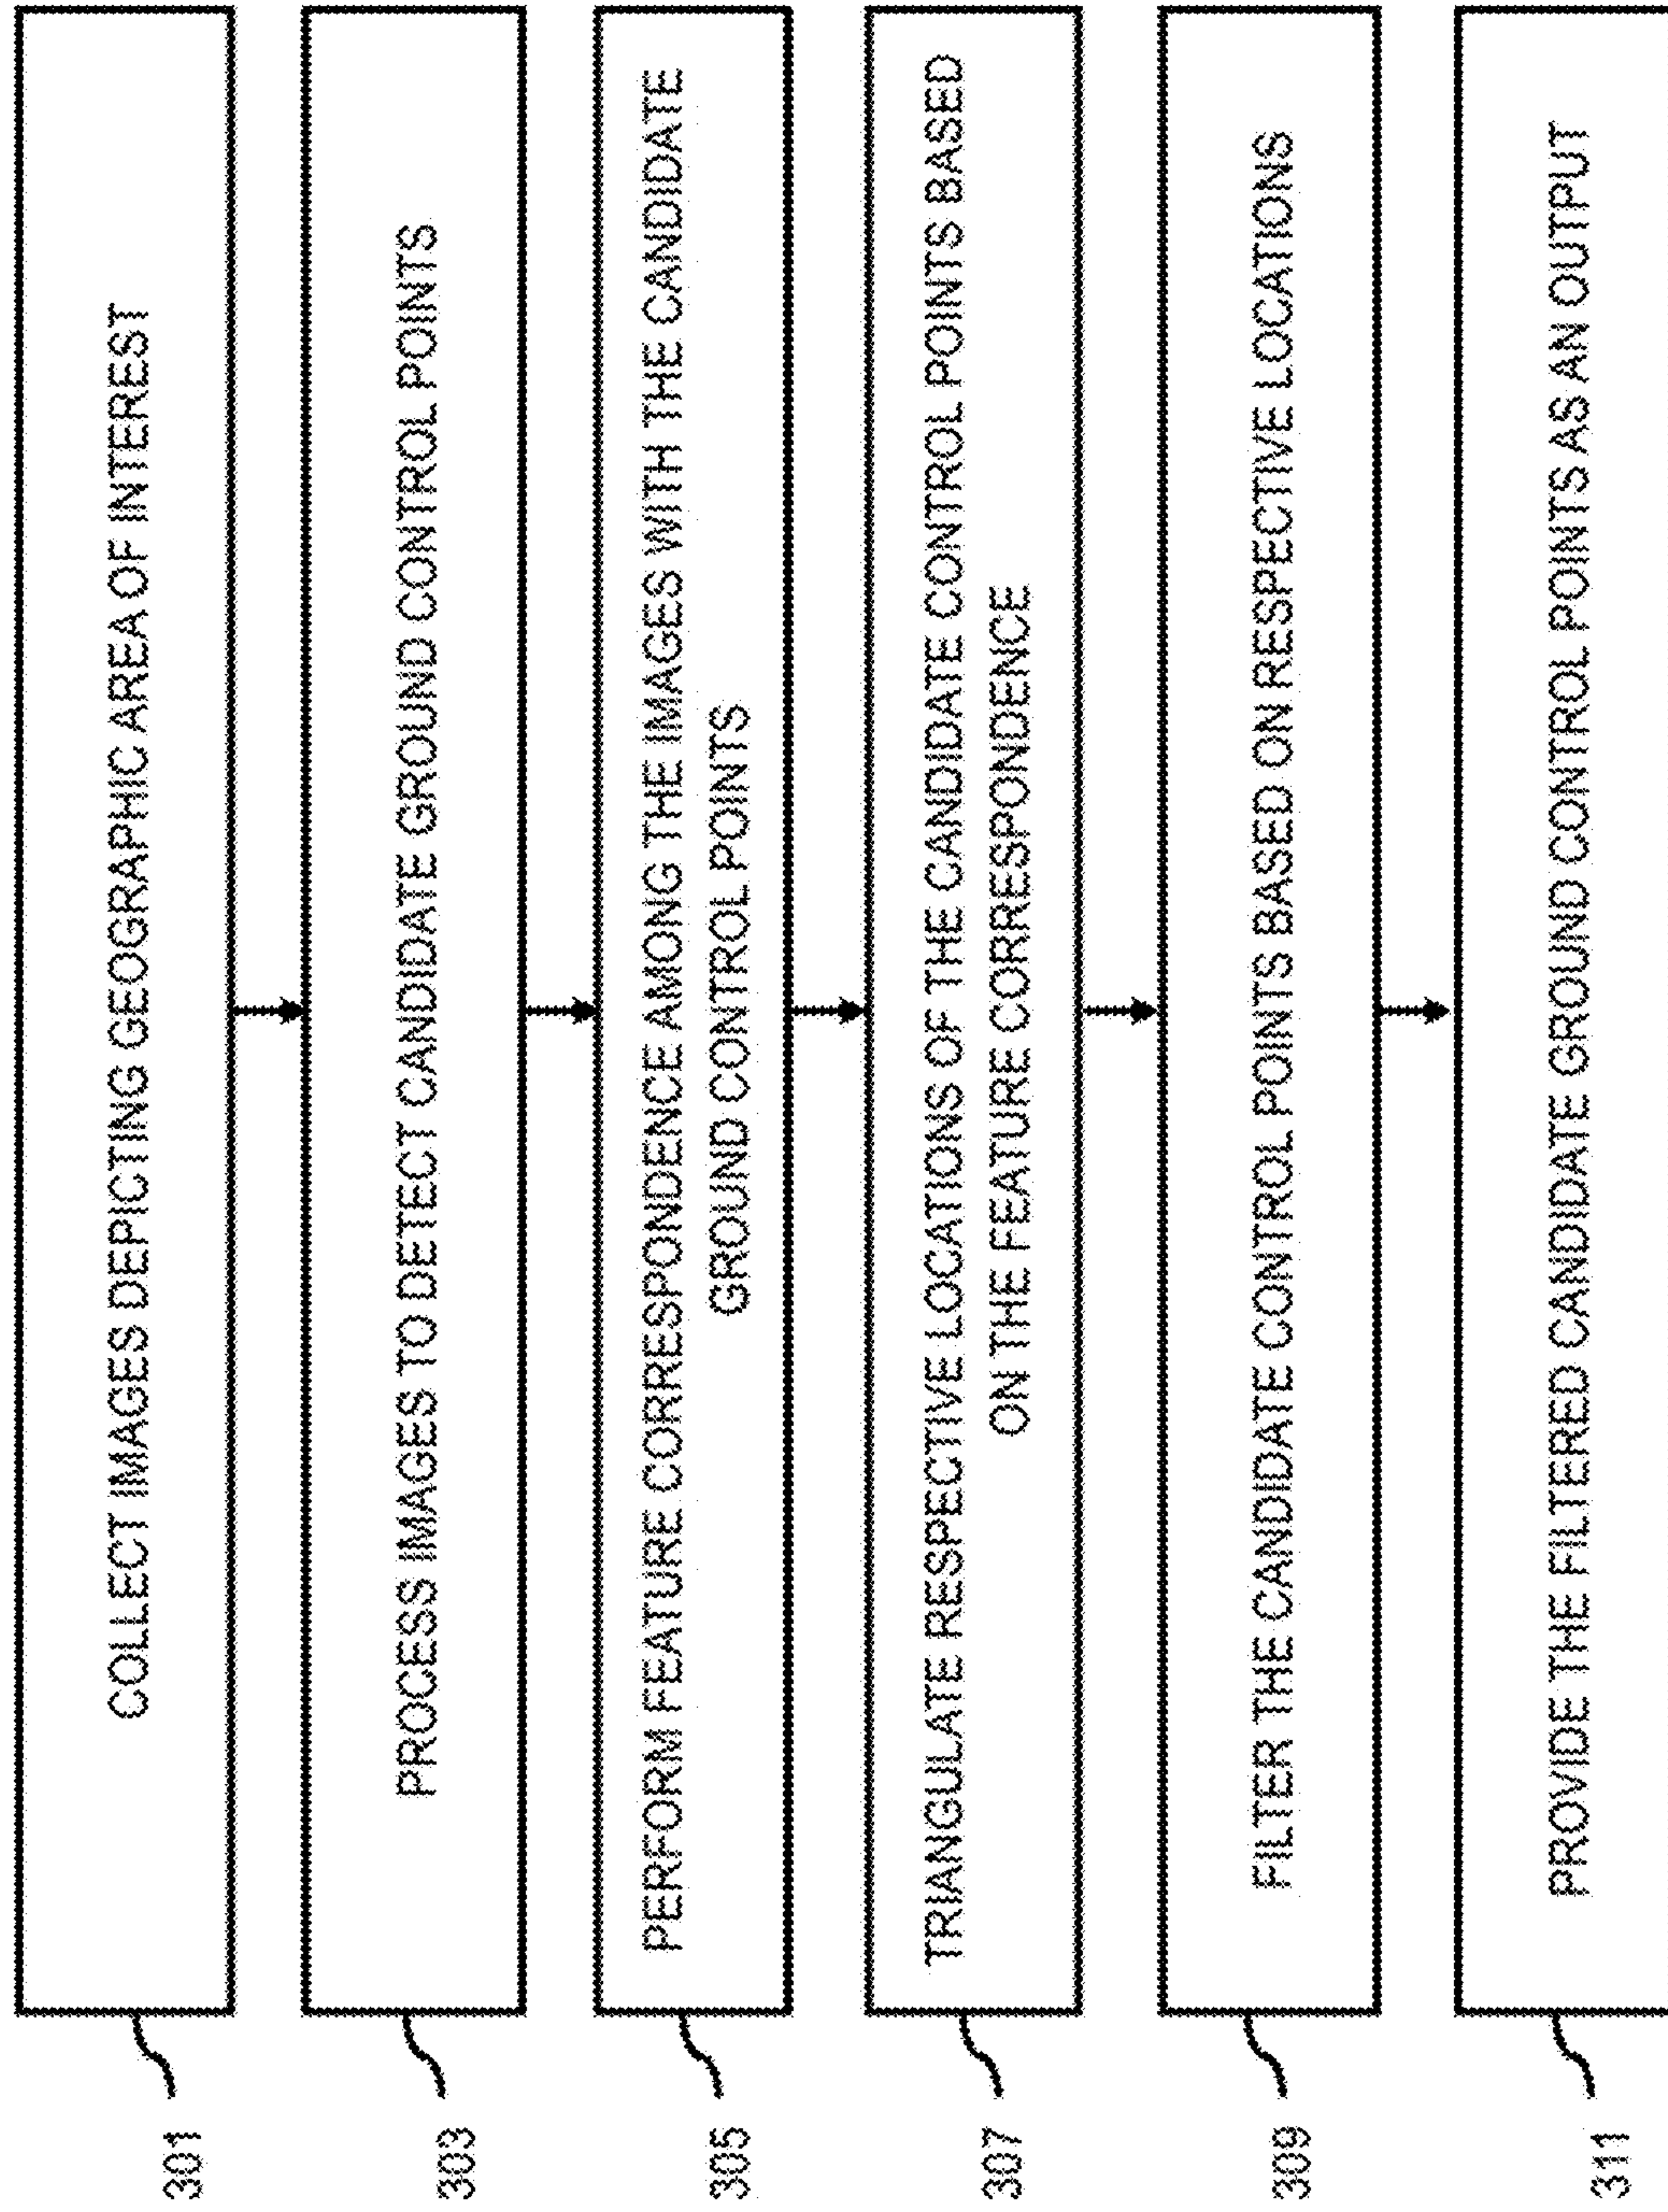 301
COLLECT IMAGES DEPICTING GEOGRAPHIC AREA OF INTEREST
303
PROCESS IMAGES TO DETECT CANDIDATE GROUND CONTROL POINTS
305
PERFORM FEATURE CORRESPONDENCE AMONG THE IMAGES WITH THE CANDIDATE
GROUND CONTROL POINTS
307
TRIANGULATE RESPECTIVE LOCATIONS OF THE CANDIDATE CONTROL POINTS BASED
ON THE FEATURE CORRESPONDENCE
309
FILTER THE CANDIDATE CONTROL POINTS BASED ON RESPECTIVE LOCATIONS
311
PROVIDE THE FILTERED CANDIDATE GROUND CONTROL POINTS AS AN OUTPUT